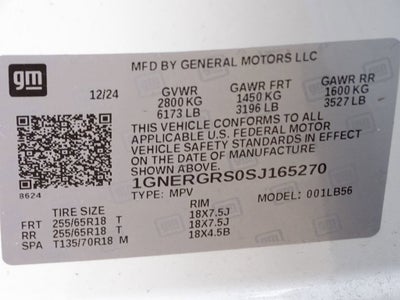 gm
MFD BY GENERAL MOTORS LLC
12/24 GVWR GAWR FRT GAWR RR
2800 KG 1450 KG 1600 KG
6173 LB 3196 LB 3527 LB
THIS VEHICLE CONFORMS TO ALL
APPLICABLE U.S. FEDERAL MOTOR
VEHICLE SAFETY STANDARDS IN EFFECT
ON THE DATE OF MANUFACTURE
SHOWN ABOVE.
1GNERGRS0SJ165270
8624 TYPE: MPV MODEL: 001LB56
TIRE SIZE RIM
FRT 255/65R18 T 18X7.5J
RR 255/65R18 T 18X7.5J
SPA T135/70R18 M 18X4.5B